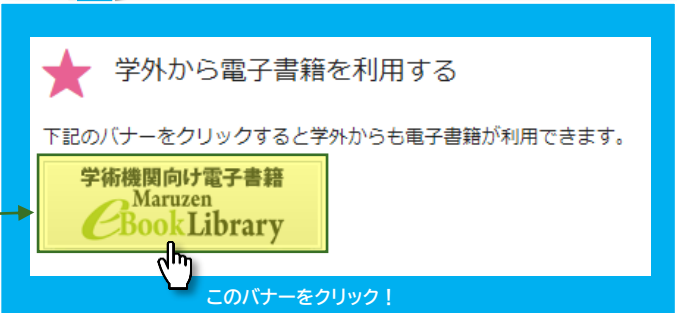 学外から電子書籍を利用する
下記のバナーをクリックすると学外からも電子書籍が利用できます。
学術機関向け電子書籍
Maruzen
eBook Library
このバナーをクリック！